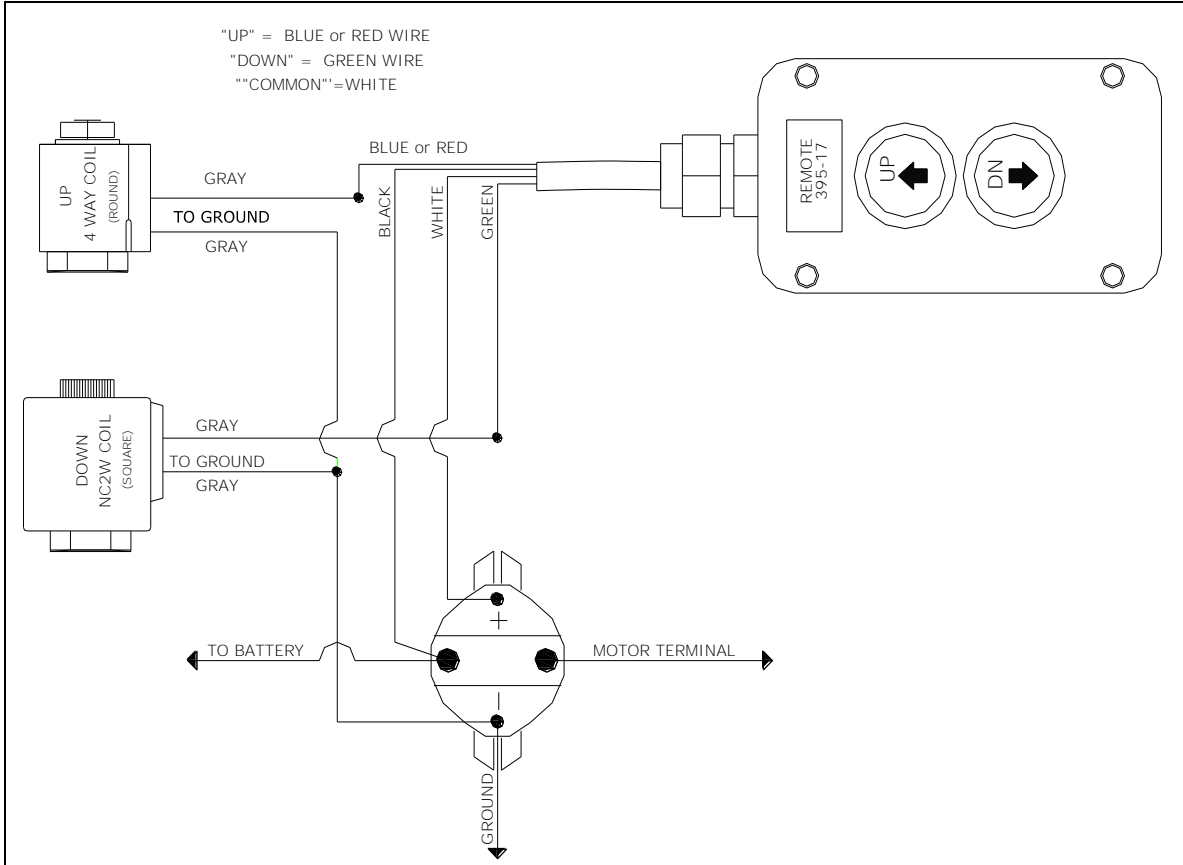 "UP" = BLUE or RED WIRE
"DOWN" = GREEN WIRE
""COMMON"'=WHITE
UP
4 WAY COIL
(ROUND)
GRAY
TO GROUND
GRAY
BLUE or RED
BLACK
WHITE
GREEN
REMOTE
395-17
UP
DN
DOWN
NC2W COIL
(SQUARE)
GRAY
TO GROUND
GRAY
+
TO BATTERY
MOTOR TERMINAL
–
GROUND